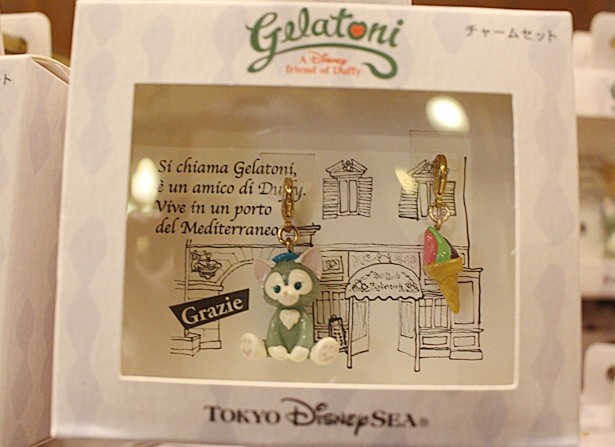 Gelatoni
A Disney
friend of Duffy
チャームセット
Si chiama Gelatoni,
è un amico di Duffy.
Vive in un porto
del Mediterraneo
Grazie
TOKYO DISNEYSEA®
ト